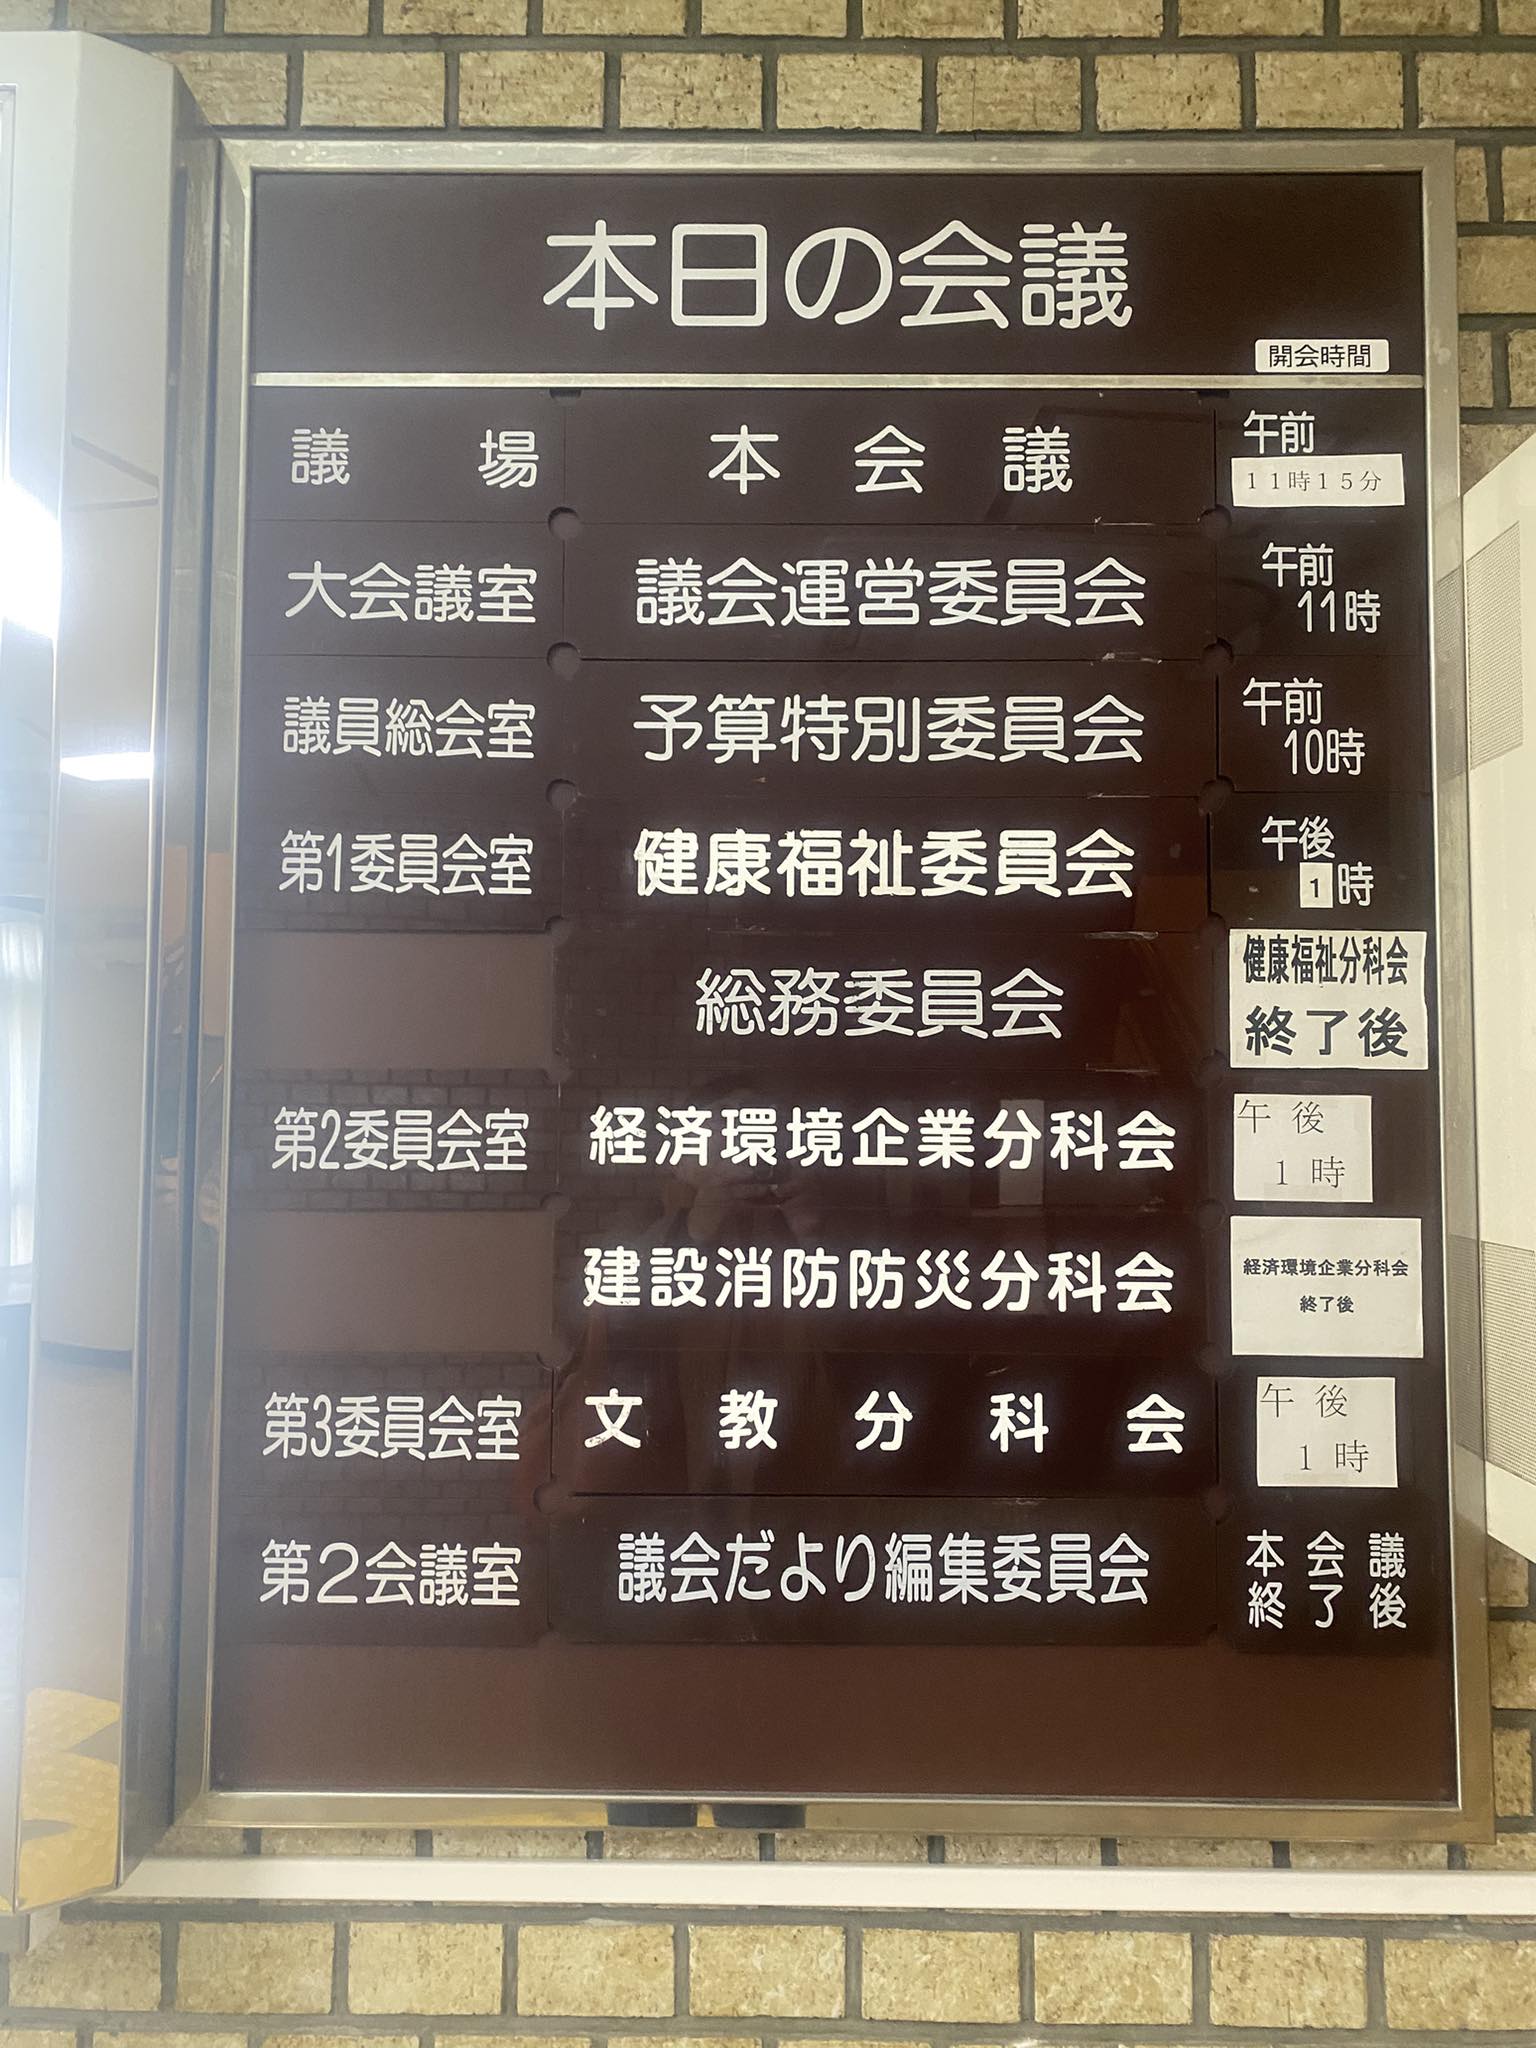 本日の会議
開会時間
議場 本会議 午前
11時15分
大会議室 議会運営委員会 午前
11時
議員総会室 予算特別委員会 午前
10時
第1委員会室 健康福祉委員会 午後
1時
総務委員会 健康福祉分科会
終了後
第2委員会室 経済環境企業分科会 午後
1時
建設消防防災分科会 経済環境企業分科会
終了後
第3委員会室 文教分科会 午後
1時
第2会議室 議会だより編集委員会 本会議
終了後